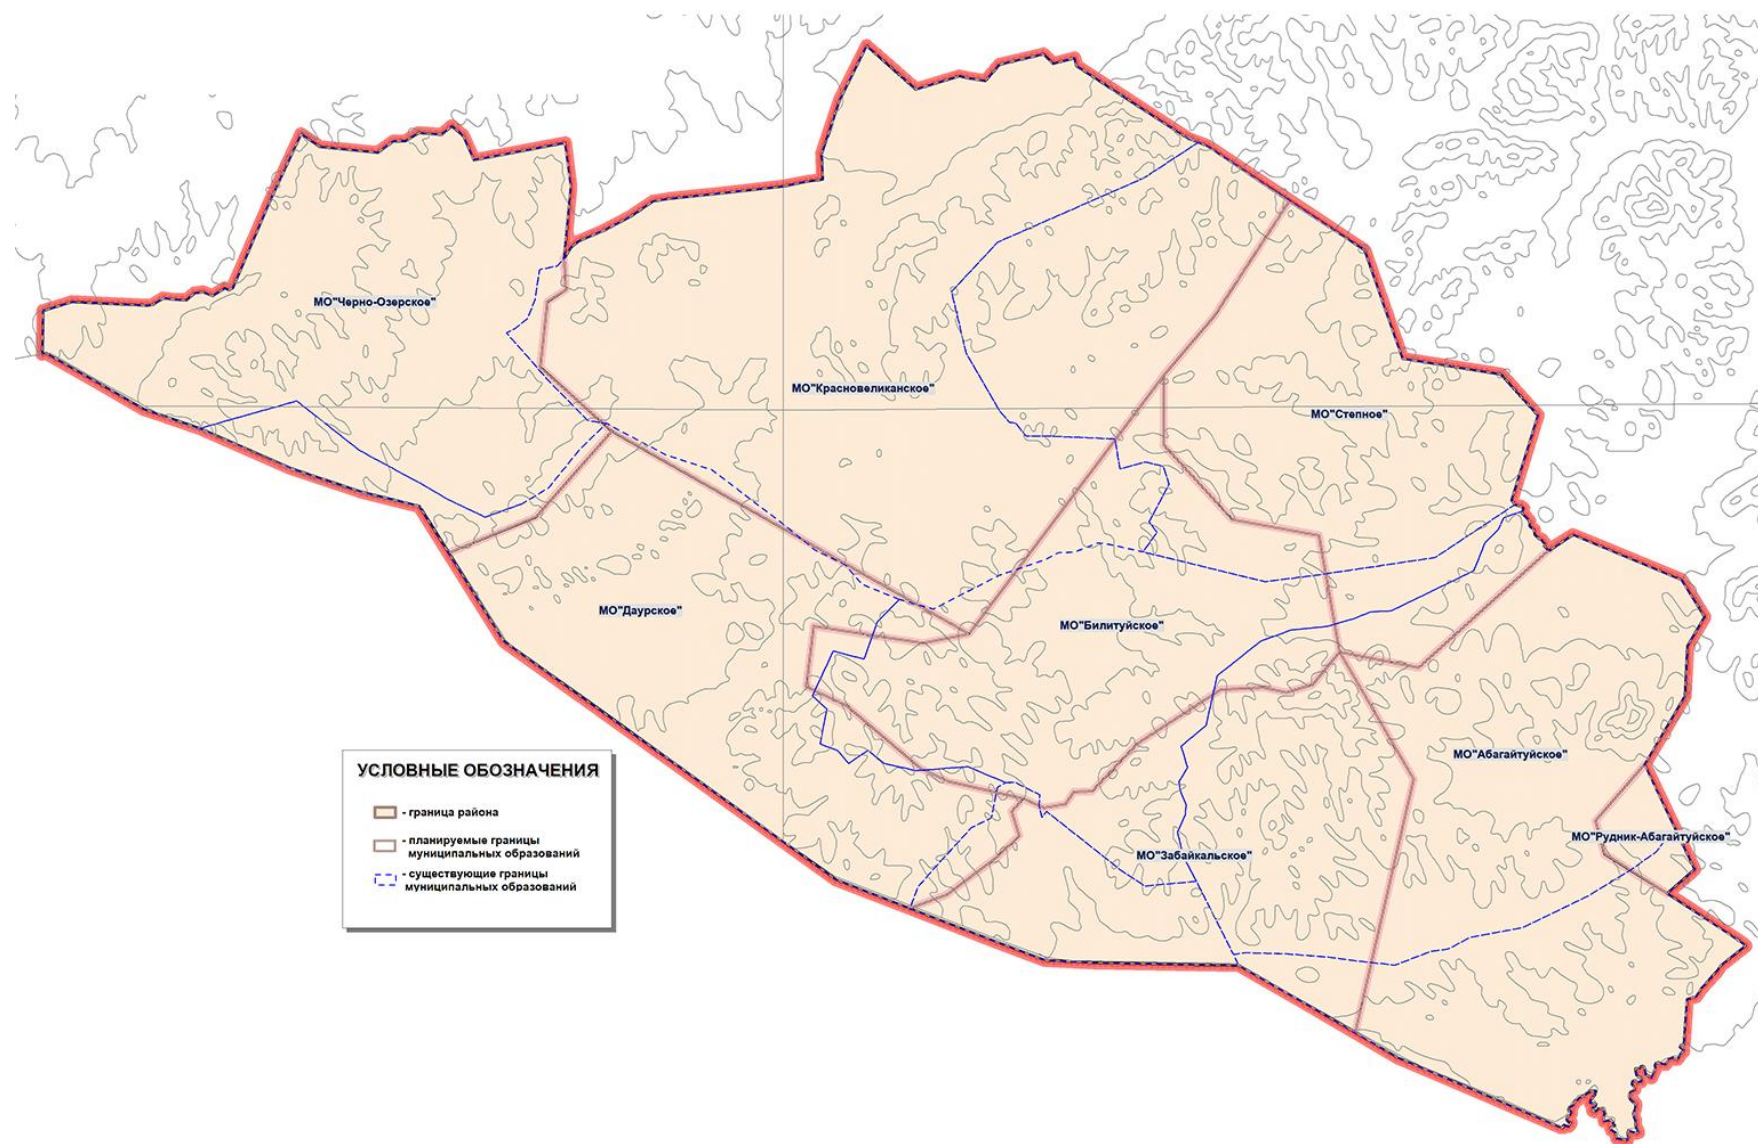 МО"Черно-Озерское"
МО"Красновеликанское"
МО"Степное"
МО"Даурское"
МО"Билитуйское"
МО"Абагайтуйское"
МО"Рудник-Абагайтуйское"
МО"Забайкальское"
УСЛОВНЫЕ ОБОЗНАЧЕНИЯ
- граница района
- планируемые границы
муниципальных образований
- существующие границы
муниципальных образований